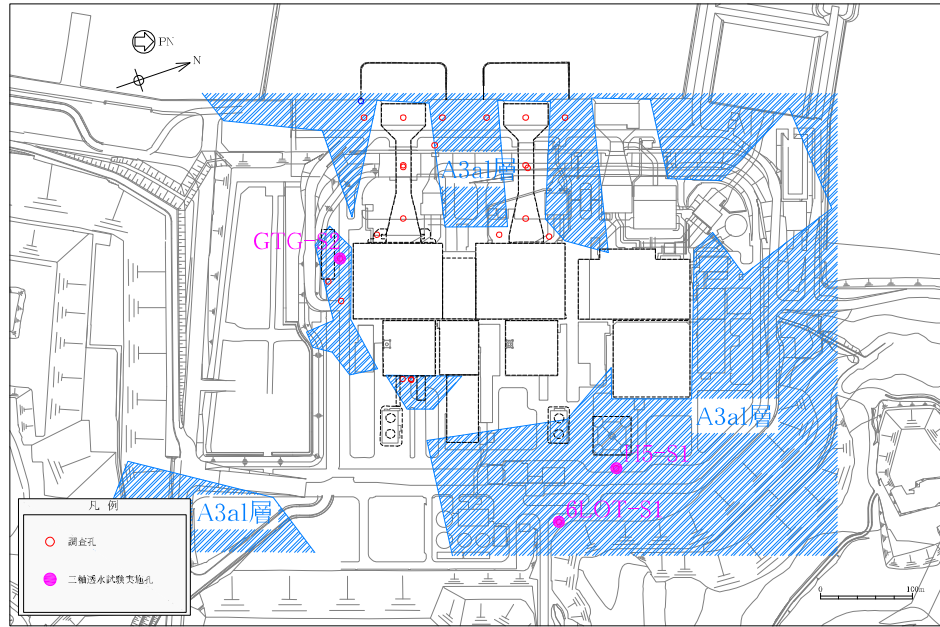 PN
N
A3al層
GTG-S2
A3al層
H5-S1
6LOT-S1
A3al層
凡 例
調査孔
三軸透水試験実施孔
0 100m